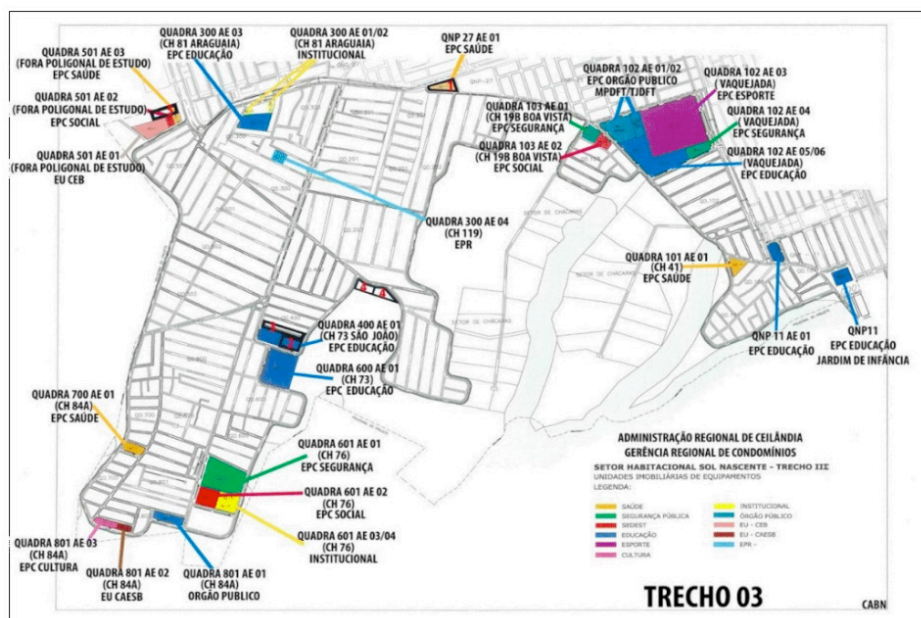 QUADRA 300 AE 03
(CH 81 ARAGUAIA)
EPC EDUCAÇÃO
QUADRA 300 AE 01/02
(CH 81 ARAGUAIA)
INSTITUCIONAL
QNP 27 AE 01
EPC SAÚDE
QUADRA 501 AE 03
(FORA POLIGONAL DE ESTUDO)
EPC SAÚDE
QUADRA 501 AE 02
(FORA POLIGONAL DE ESTUDO)
EPC SOCIAL
QUADRA 501 AE 01
(FORA POLIGONAL DE ESTUDO)
EU CEB
QUADRA 102 AE 01/02
EPC ORGÃO PUBLICO
MPDFT/TJDFT
QUADRA 102 AE 03
(VAQUEJADA)
EPC ESPORTE
QUADRA 103 AE 01
(CH 19B BOA VISTA)
EPC SEGURANÇA
QUADRA 103 AE 02
(CH 19B BOA VISTA)
EPC SOCIAL
QUADRA 102 AE 04
(VAQUEJADA)
EPC SEGURANÇA
QUADRA 102 AE 05/06
(VAQUEJADA)
EPC EDUCAÇÃO
QUADRA 300 AE 04
(CH 119)
EPR
SETOR DE CHÁCARAS
QUADRA 101 AE 01
(CH 41)
EPC SAÚDE
SETOR DE CHÁCARAS
SETOR DE CHÁCARAS
QNP 11 AE 01
EPC EDUCAÇÃO
QNP11
EPC EDUCAÇÃO
JARDIM DE INFÂNCIA
QUADRA 400 AE 01
(CH 73 SÃO JOÃO)
EPC EDUCAÇÃO
QUADRA 600 AE 01
(CH 73)
EPC EDUCAÇÃO
QUADRA 700 AE 01
(CH 84A)
EPC SAÚDE
QUADRA 601 AE 01
(CH 76)
EPC SEGURANÇA
QUADRA 601 AE 02
(CH 76)
EPC SOCIAL
QUADRA 601 AE 03/04
(CH 76)
INSTITUCIONAL
QUADRA 801 AE 03
(CH 84A)
EPC CULTURA
QUADRA 801 AE 02
(CH 84A)
EU CAESB
QUADRA 801 AE 01
(CH 84A)
ORGÃO PUBLICO
ADMINISTRAÇÃO REGIONAL DE CEILÂNDIA
GERÊNCIA REGIONAL DE CONDOMÍNIOS
SETOR HABITACIONAL SOL NASCENTE - TRECHO III
UNIDADES IMOBILIÁRIAS DE EQUIPAMENTOS
LEGENDA:
SAÚDE
SEGURANÇA PÚBLICA
SEDEST
EDUCAÇÃO
ESPORTE
CULTURA
INSTITUCIONAL
ÓRGÃO PÚBLICO
EU - CEB
EU - CAESB
EPR -
TRECHO 03
CABN